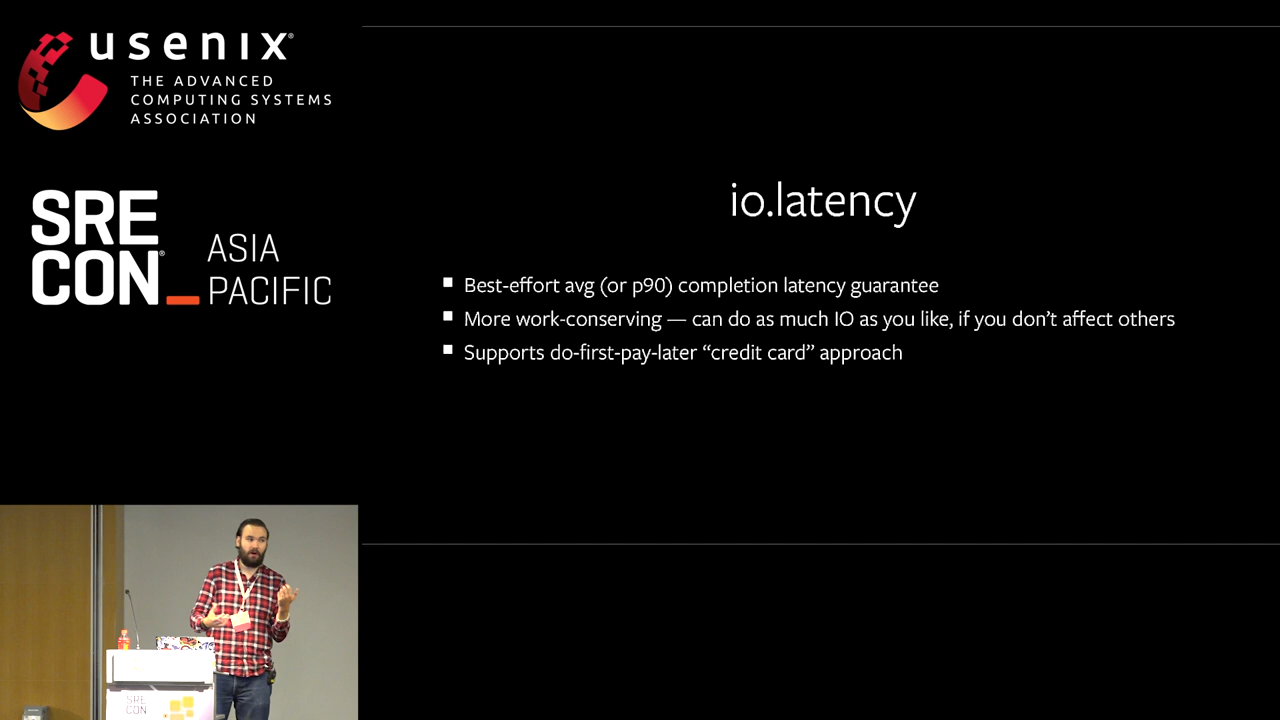 usenix®
THE ADVANCED
COMPUTING SYSTEMS
ASSOCIATION
SRE
CON®
ASIA
PACIFIC
io.latency
Best-effort avg (or p90) completion latency guarantee
More work-conserving — can do as much IO as you like, if you don’t affect others
Supports do-first-pay-later “credit card” approach
SRE
CON